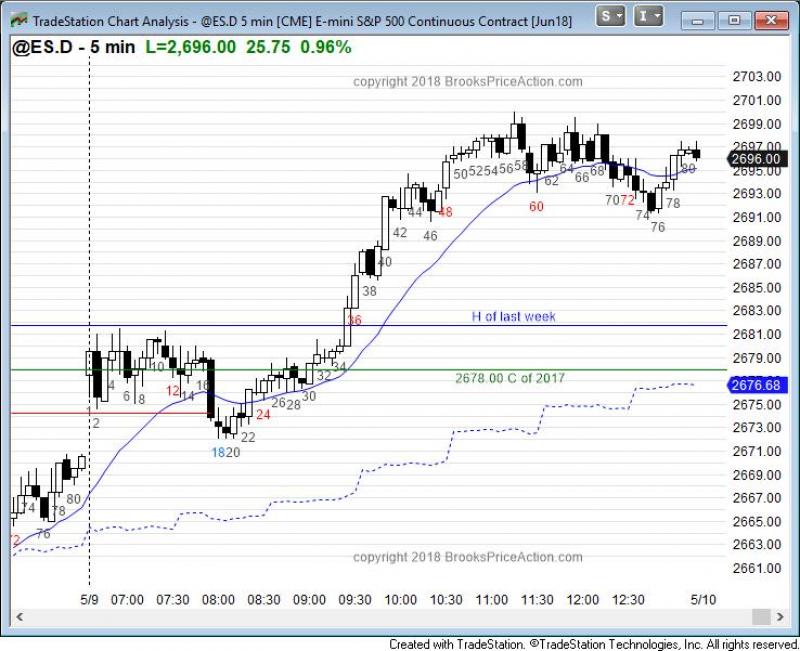 TradeStation Chart Analysis - @ES.D 5 min [CME] E-mini S&P 500 Continuous Contract [Jun18]
S
I
@ES.D - 5 min L=2,696.00 25.75 0.96%
copyright 2018 BrooksPriceAction.com
2703.00
2701.00
2699.00
2697.00
2696.00
2695.00
2693.00
2691.00
2689.00
2687.00
2685.00
2683.00
2681.00
2679.00
2676.68
2675.00
2673.00
2671.00
2669.00
2667.00
2665.00
2663.00
2661.00
50 52 54 56 58
62 64 66 68
80
42 44 46 48
60
70 72 74 76 78
40
38
36
H of last week
2678.00 C of 2017
2 4 6 8 10 12 14 16
18 20 22 24 26 28 30 32 34
72 74 76 78 80
copyright 2018 BrooksPriceAction.com
5/9 07:00 07:30 08:00 08:30 09:00 09:30 10:00 10:30 11:00 11:30 12:00 12:30 5/10
Created with TradeStation. ©TradeStation Technologies, Inc. All rights reserved.